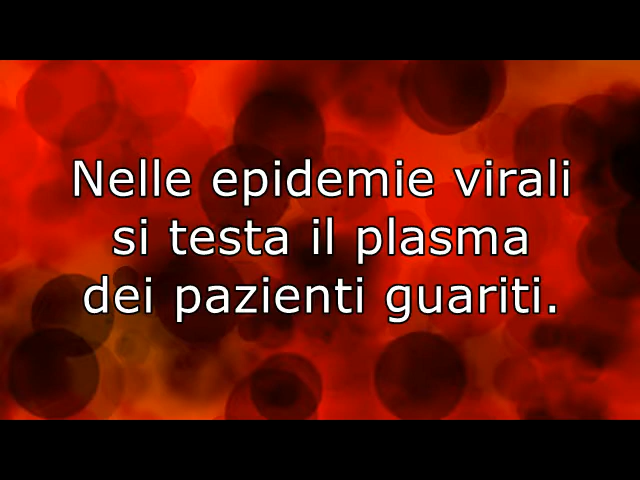 Nelle epidemie virali
si testa il plasma
dei pazienti guariti.